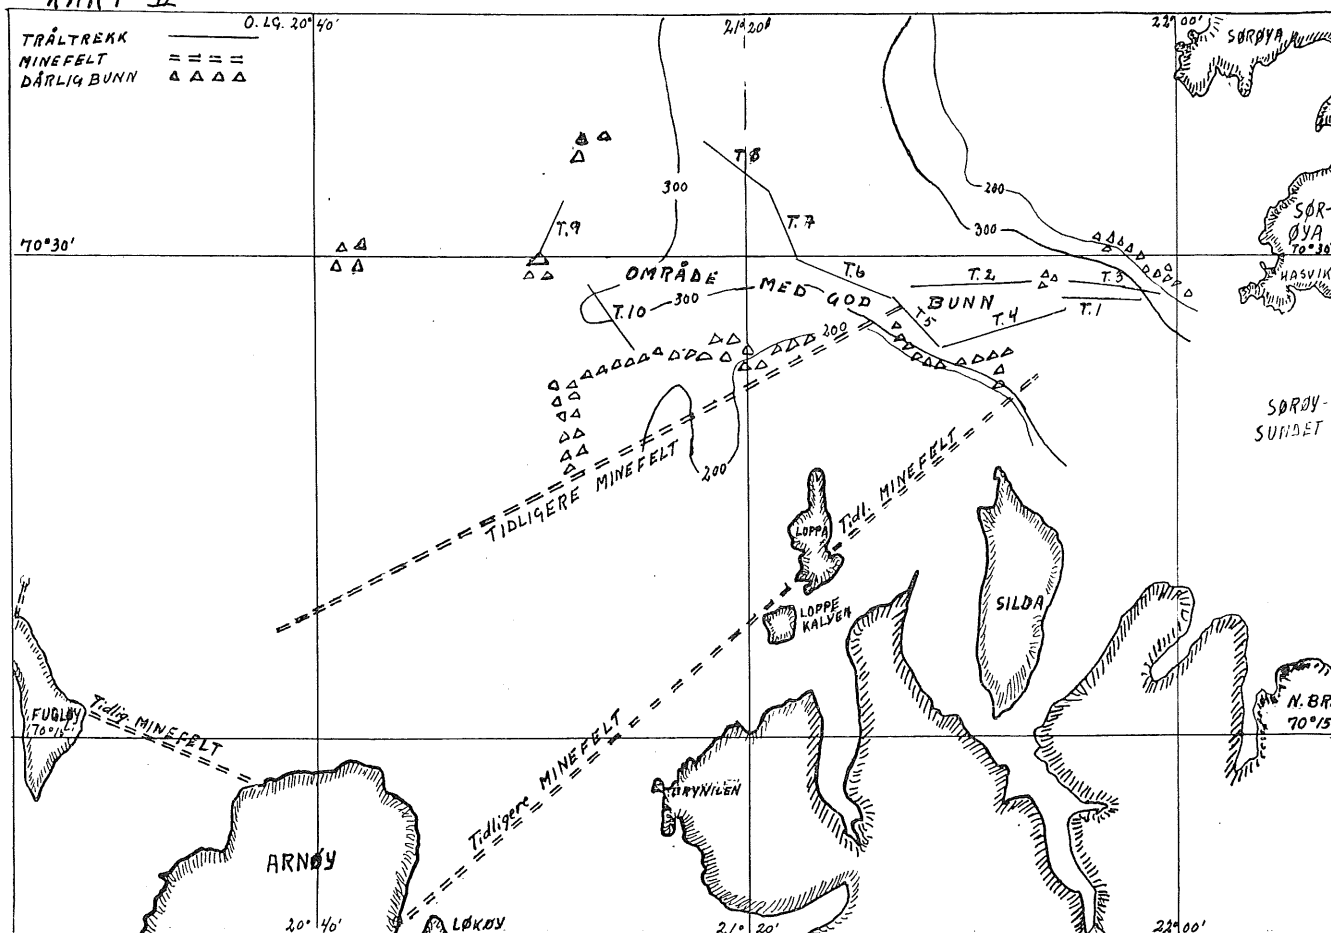 KART II
O. LG. 20°40'
21°20'
22°00'
TRÅLTREKK
MINEFELT
DÅRLIG BUNN
SØRØYA
T.8
300
200
T.9
T.7
300
SØR-
ØYA
70°30'
70°30
HASVIK
OMRÅDE MED GOD BUNN
T.6
T.2
T.3
T.10
300
T.5
T.4
T.1
200
SØRØY-
SUNDET
200
TIDLIGERE MINEFELT
Tidl. MINEFELT
LOPPA
LOPPE
KALVEN
SILDA
FUGLØY
Tidlig. MINEFELT
N. BR.
70°15
Tidligere MINEFELT
ARNØY
LØKØY
20°40'
21°20'
22°00'